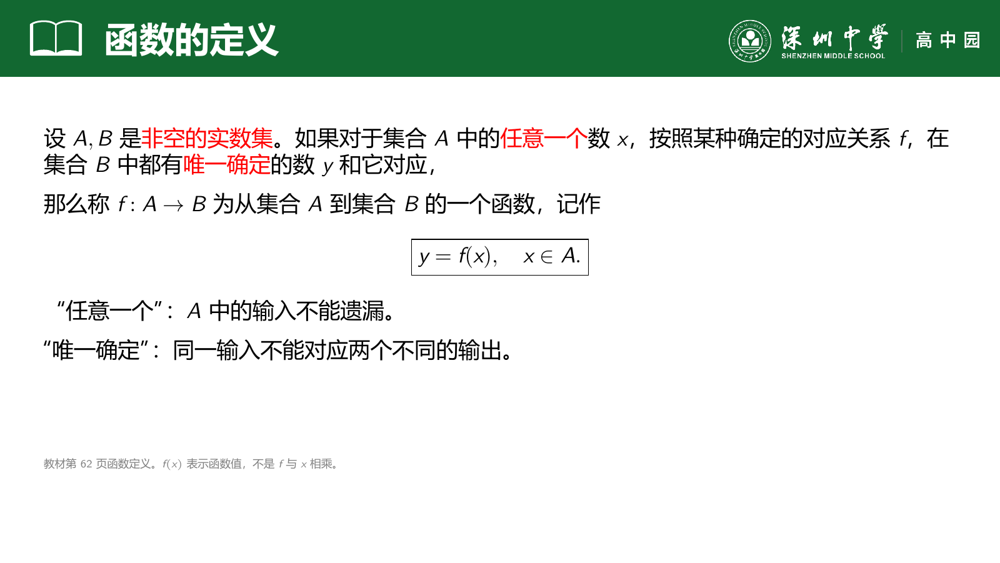 函数的定义
深圳中学
SHENZHEN MIDDLE SCHOOL
高中园
设 A, B 是非空的实数集。如果对于集合 A 中的任意一个数 x，按照某种确定的对应关系 f，在
集合 B 中都有唯一确定的数 y 和它对应，
那么称 f : A → B 为从集合 A 到集合 B 的一个函数，记作
y = f(x), x ∈ A.
“任意一个”：A 中的输入不能遗漏。
“唯一确定”：同一输入不能对应两个不同的输出。
教材第 62 页函数定义。f(x) 表示函数值，不是 f 与 x 相乘。